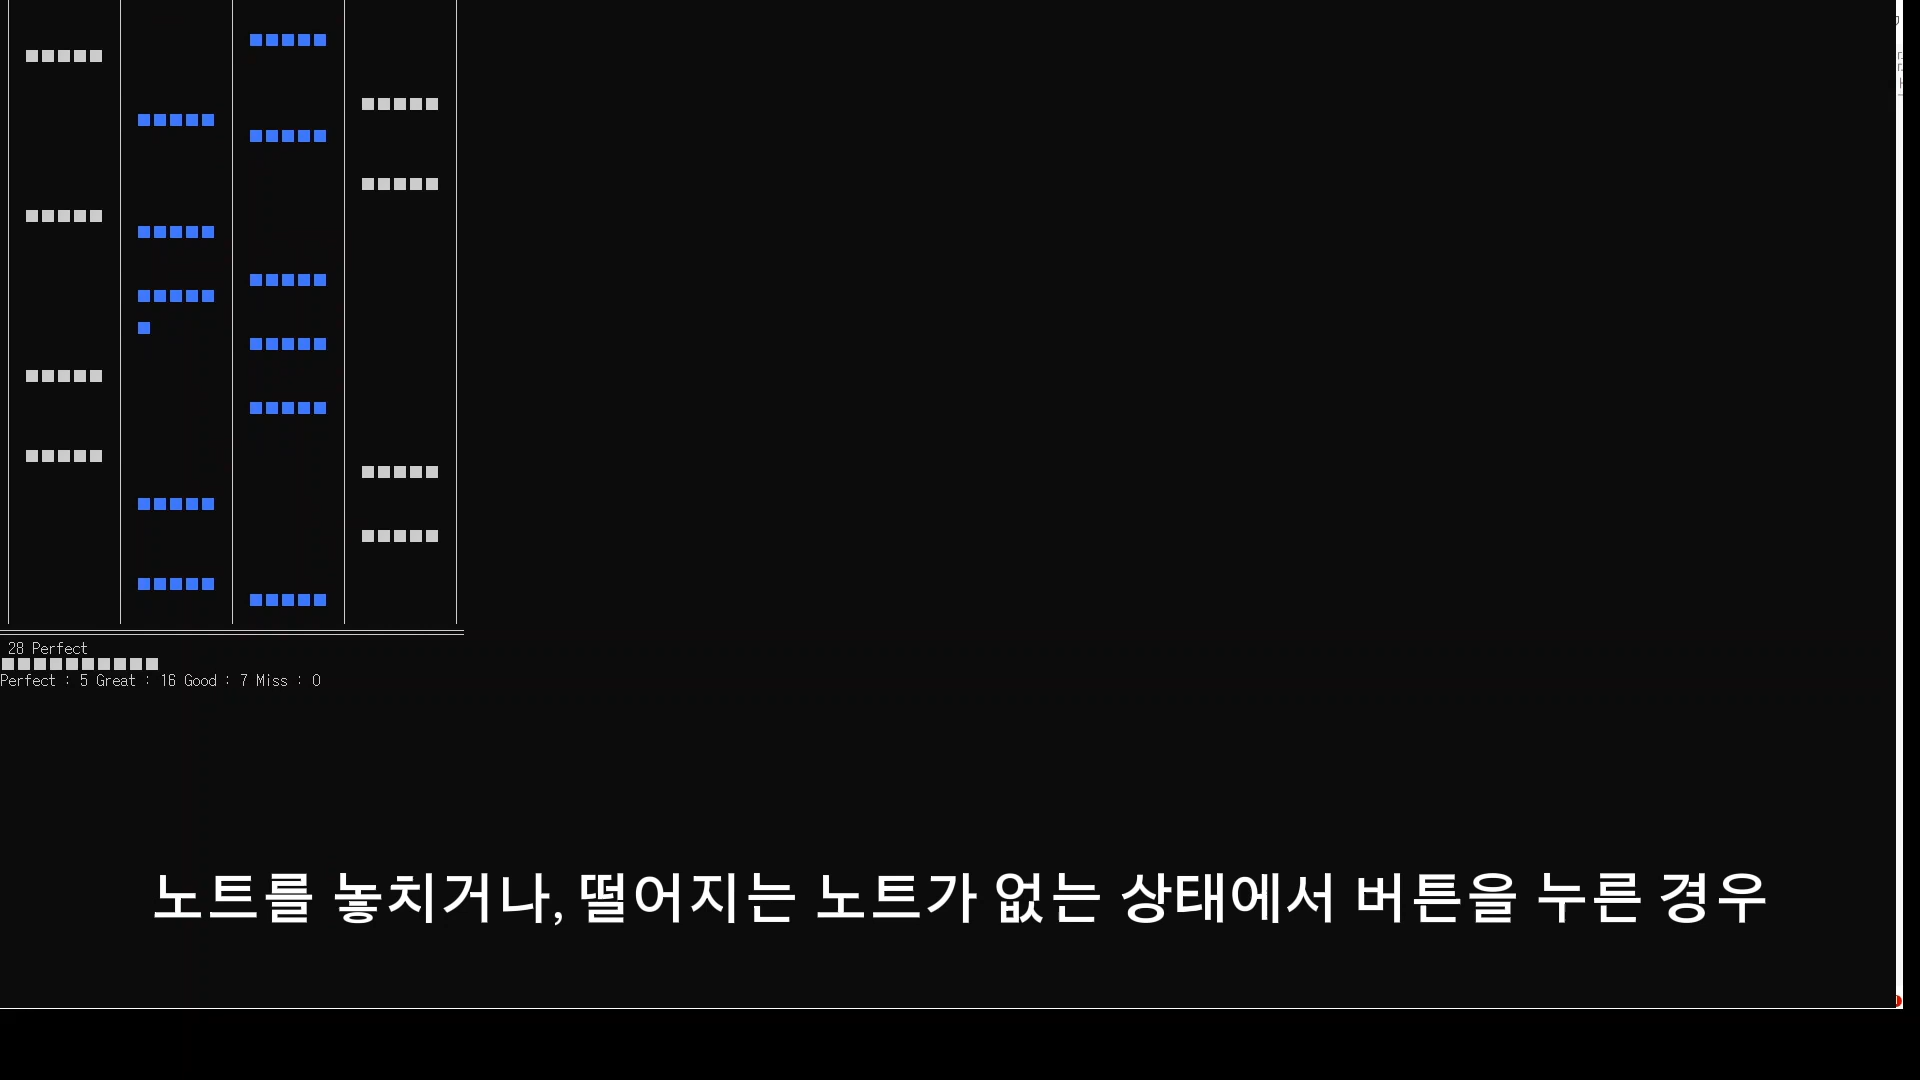 28 Perfect
Perfect : 5 Great : 16 Good : 7 Miss : 0
노트를 놓치거나, 떨어지는 노트가 없는 상태에서 버튼을 누른 경우